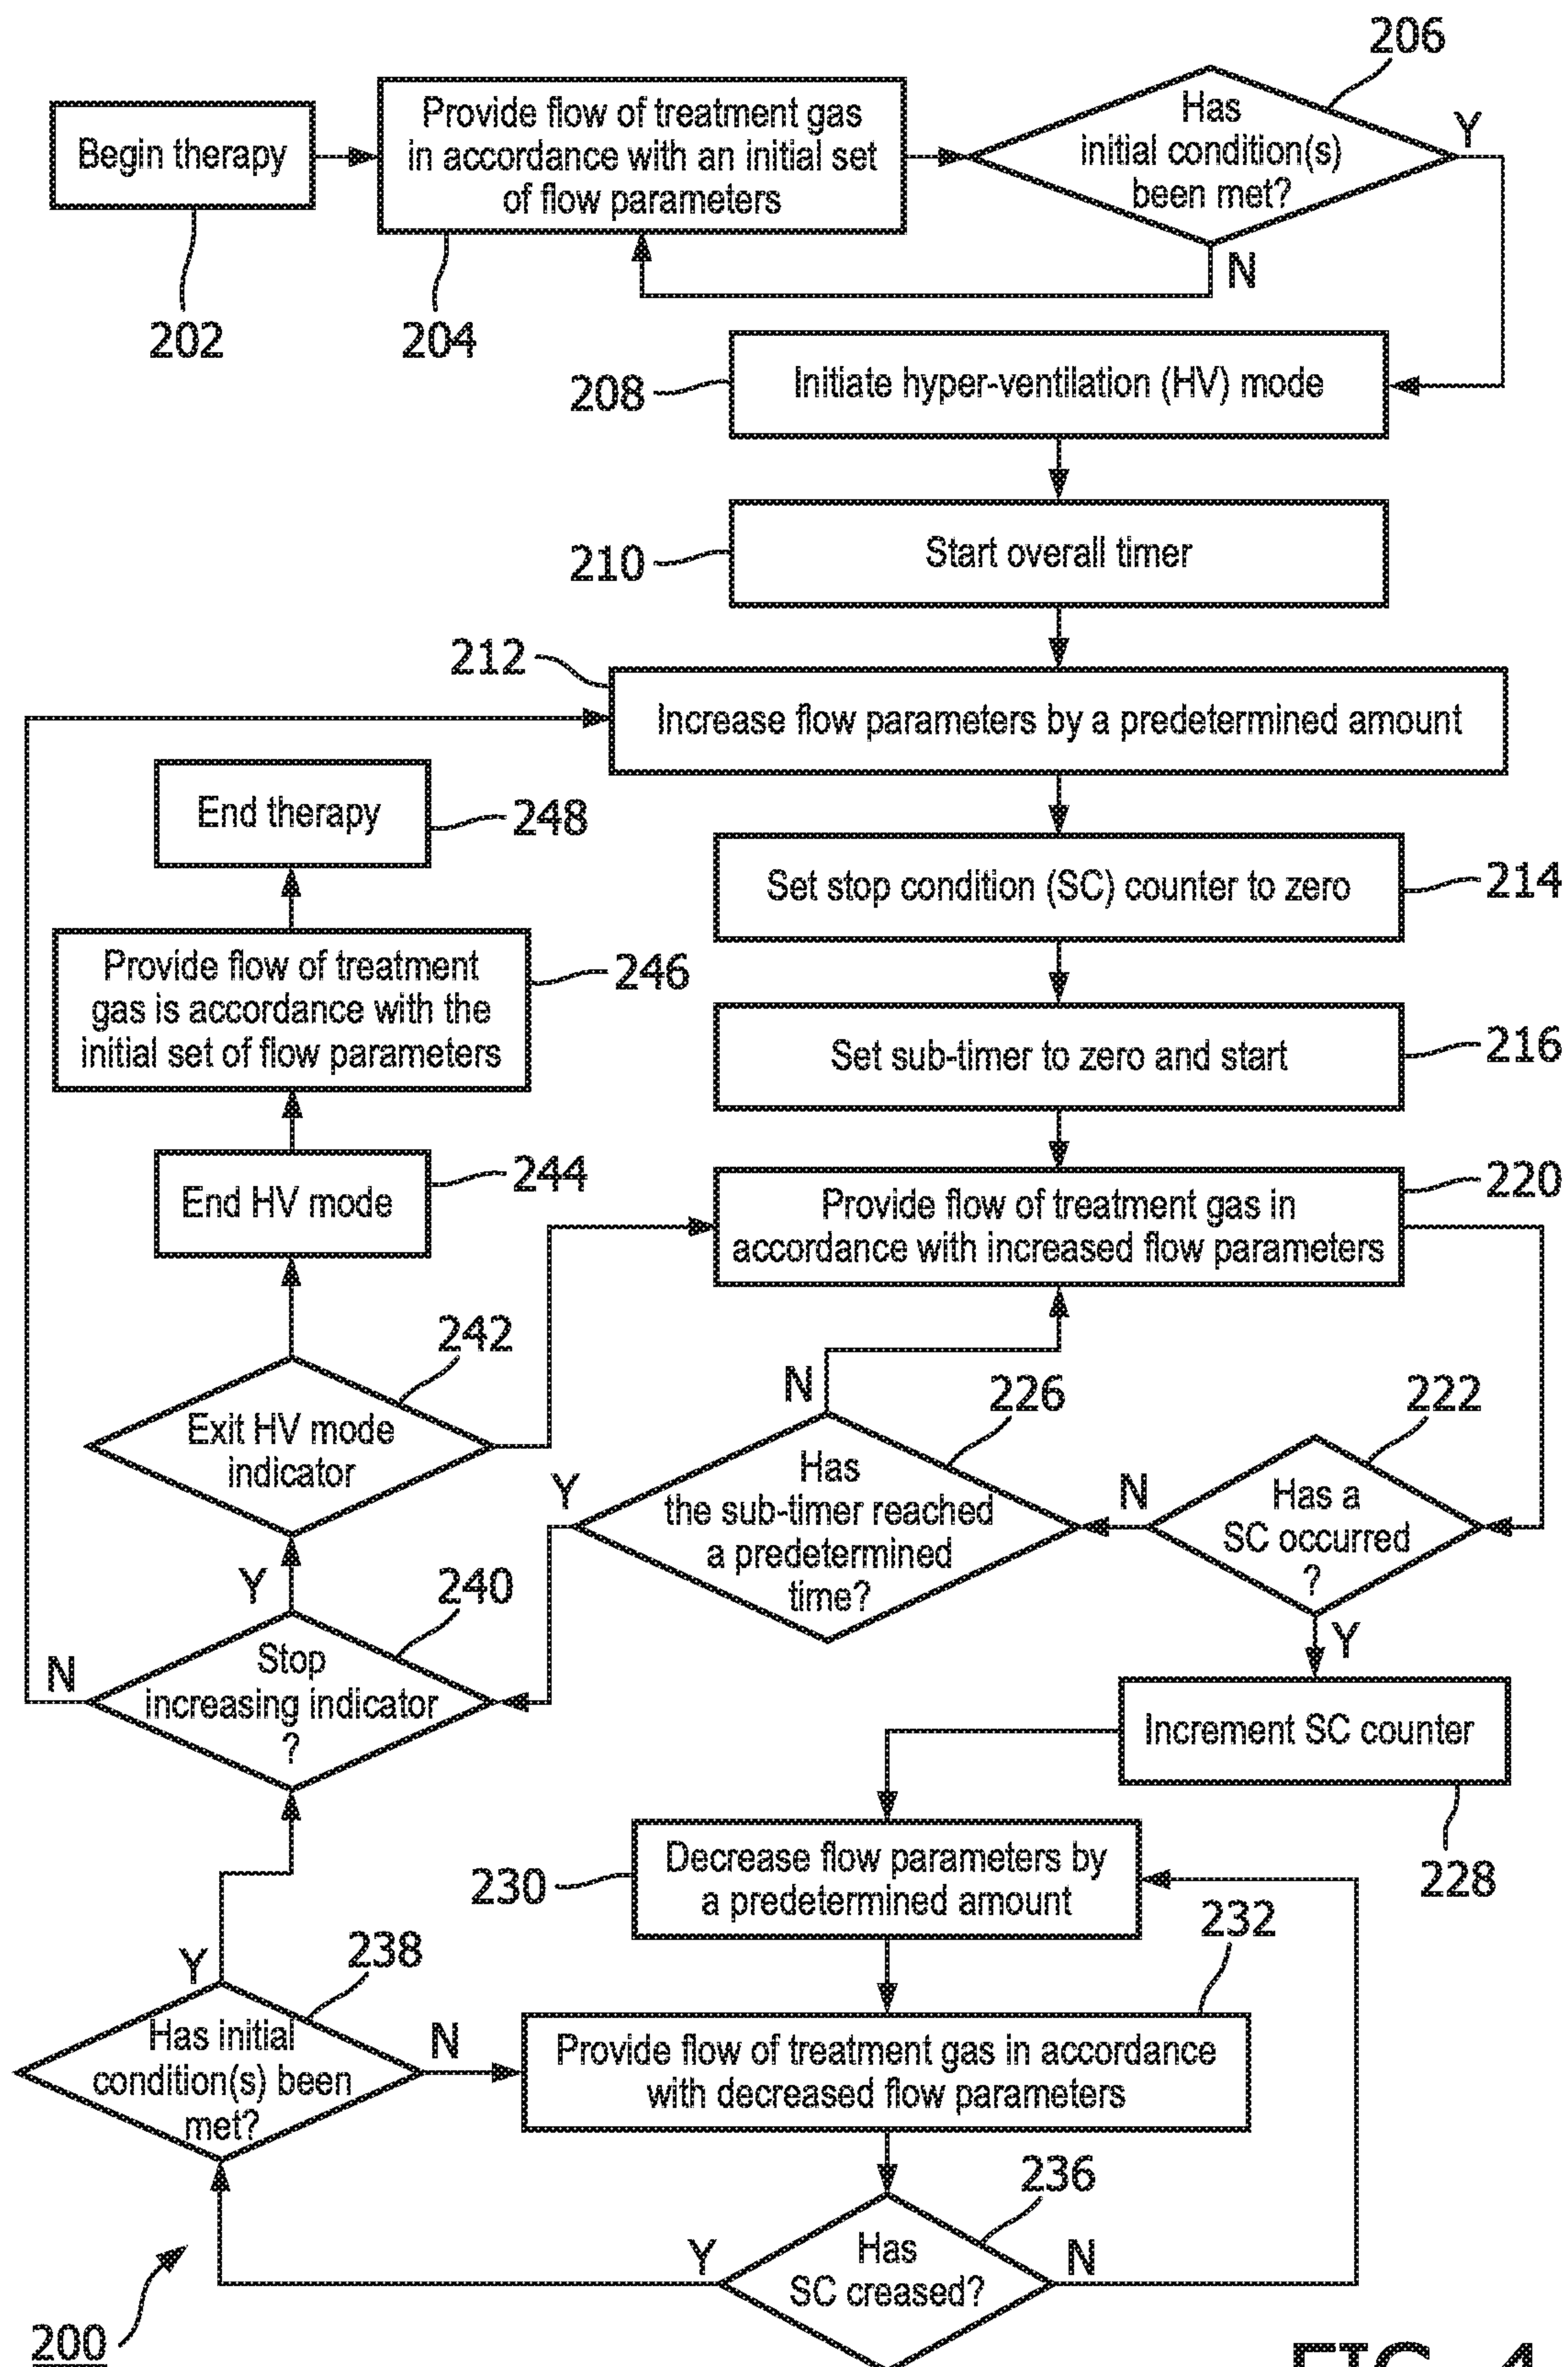 206
Begin therapy
Provide flow of treatment gas
in accordance with an initial set
of flow parameters
Has
initial condition(s)
been met?
Y
N
202
204
208
Initiate hyper-ventilation (HV) mode
210
Start overall timer
212
Increase flow parameters by a predetermined amount
End therapy
248
Set stop condition (SC) counter to zero
214
Provide flow of treatment
gas is accordance with the
initial set of flow parameters
246
Set sub-timer to zero and start
216
End HV mode
244
Provide flow of treatment gas in
accordance with increased flow parameters
220
242
Exit HV mode
indicator
N
226
222
Y
Has
the sub-timer reached
a predetermined
time?
N
Has a
SC occurred
?
Y
Y
240
N
Stop
increasing indicator
?
Increment SC counter
228
230
Decrease flow parameters by
a predetermined amount
232
Y
238
Has initial
condition(s) been
met?
N
Provide flow of treatment gas in accordance
with decreased flow parameters
236
Y
Has
SC creased?
N
200
FIG. 4